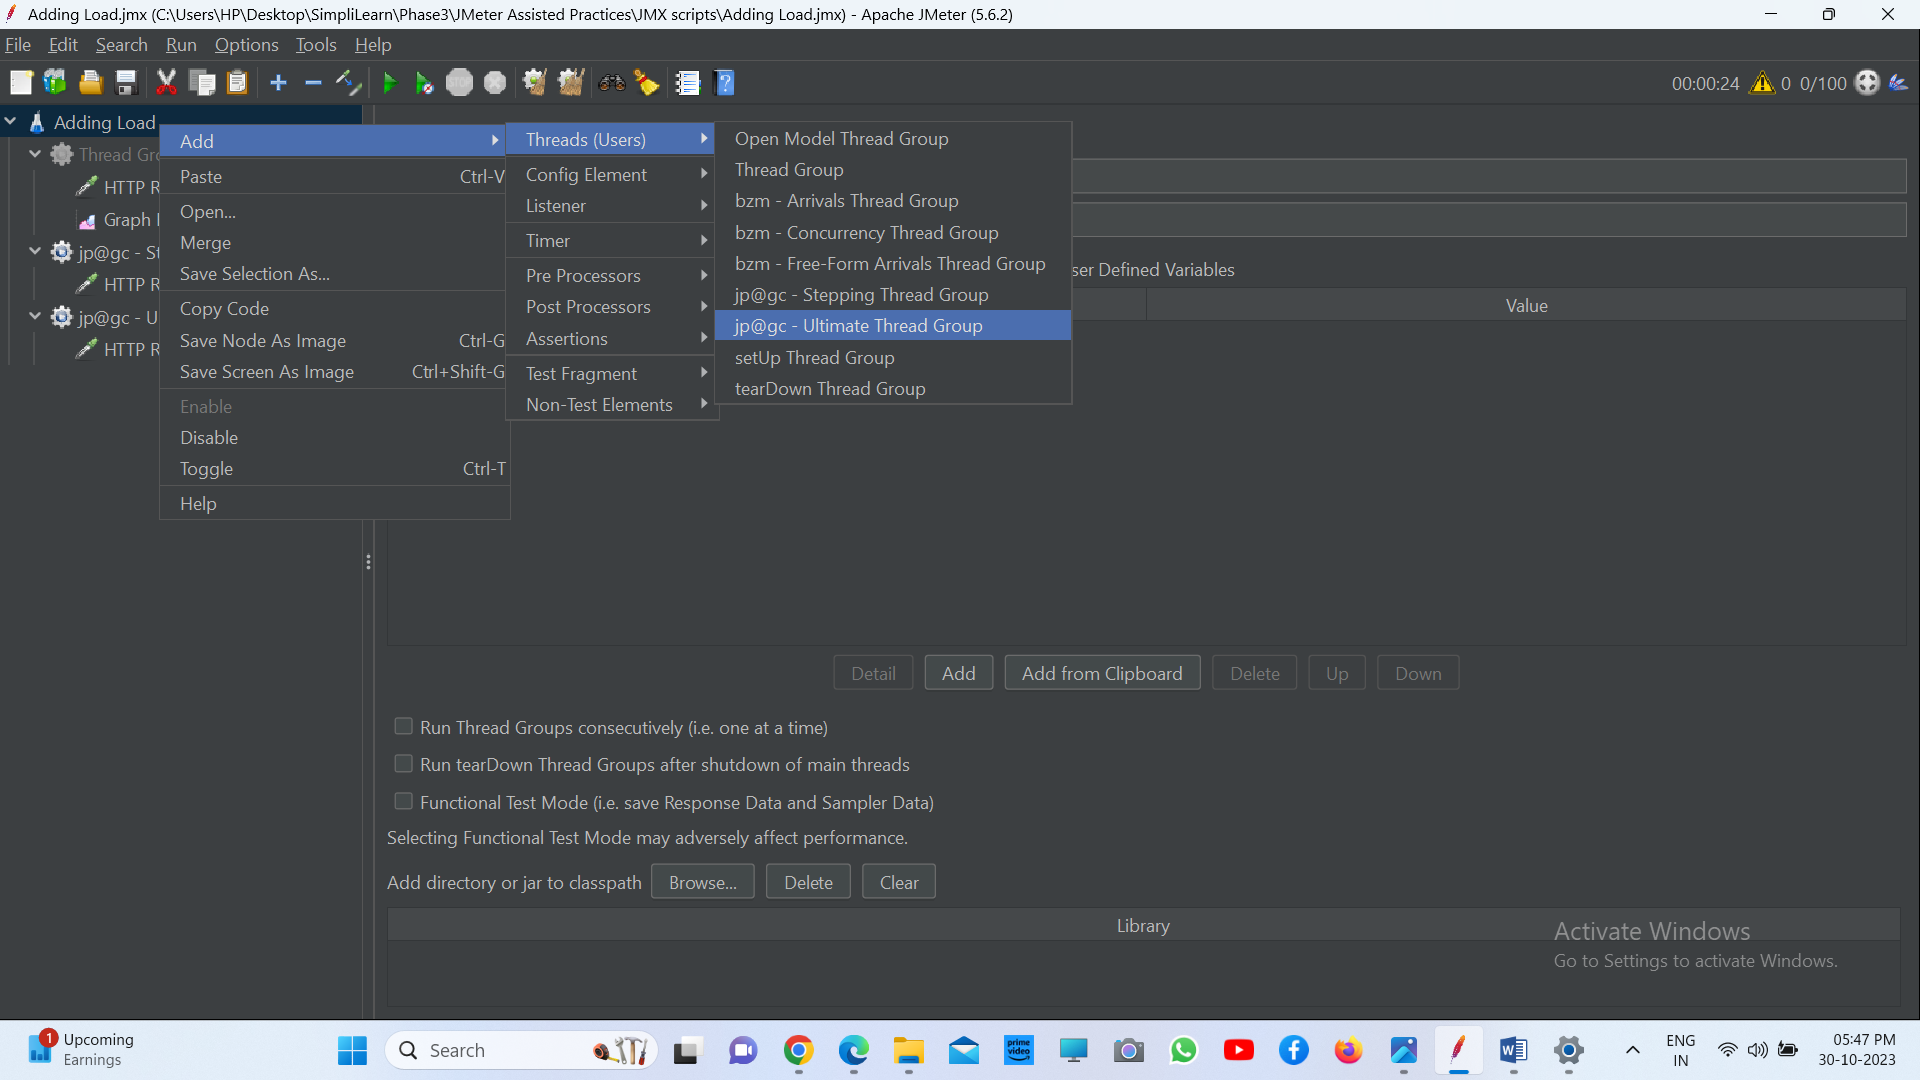 Adding Load.jmx (C:\Users\HP\Desktop\SimpliLearn\Phase3\JMeter Assisted Practices\JMX scripts\Adding Load.jmx) - Apache JMeter (5.6.2)
File Edit Search Run Options Tools Help
STOP
?
00:00:24 0 0/100
Adding Load
Thread Gr
HTTP R
Graph
jp@gc - St
HTTP R
jp@gc - U
HTTP R
Add
Paste Ctrl-V
Open...
Merge
Save Selection As...
Copy Code
Save Node As Image Ctrl-G
Save Screen As Image Ctrl+Shift-G
Enable
Disable
Toggle Ctrl-T
Help
Threads (Users)
Config Element
Listener
Timer
Pre Processors
Post Processors
Assertions
Test Fragment
Non-Test Elements
Open Model Thread Group
Thread Group
bzm - Arrivals Thread Group
bzm - Concurrency Thread Group
bzm - Free-Form Arrivals Thread Group
jp@gc - Stepping Thread Group
jp@gc - Ultimate Thread Group
setUp Thread Group
tearDown Thread Group
ser Defined Variables
Value
Detail Add Add from Clipboard Delete Up Down
Run Thread Groups consecutively (i.e. one at a time)
Run tearDown Thread Groups after shutdown of main threads
Functional Test Mode (i.e. save Response Data and Sampler Data)
Selecting Functional Test Mode may adversely affect performance.
Add directory or jar to classpath Browse... Delete Clear
Library
Activate Windows
Go to Settings to activate Windows.
1
Upcoming
Earnings
Search
prime
video
W
ENG
IN
05:47 PM
30-10-2023